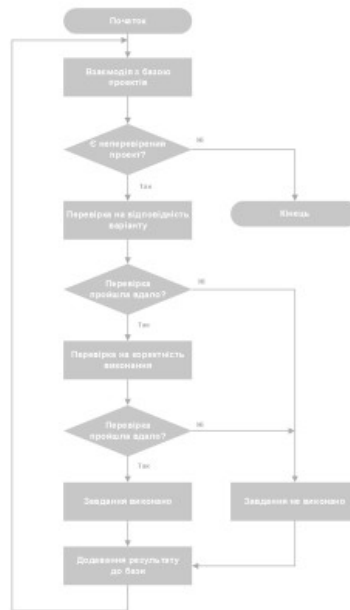 Початок
Взаємодія з базою
проектів
Є неперевірений
проект?
Ні
Так
Перевірка на відповідність
варіанту
Кінець
Перевірка
пройшла вдало?
Ні
Так
Перевірка на коректність
виконання
Перевірка
пройшла вдало?
Ні
Так
Завдання виконано
Завдання не виконано
Додавання результату
до бази